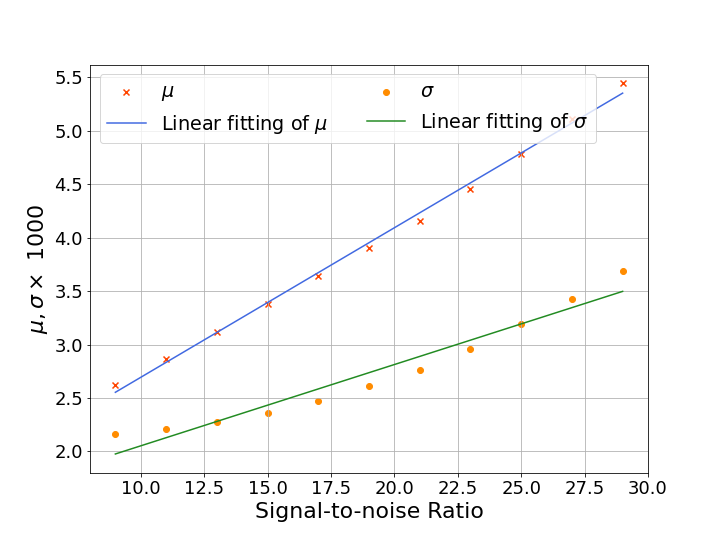 μ
σ
Linear fitting of μ
Linear fitting of σ
5.5
5.0
4.5
4.0
3.5
3.0
2.5
2.0
μ, σ × 1000
10.0 12.5 15.0 17.5 20.0 22.5 25.0 27.5 30.0
Signal-to-noise Ratio